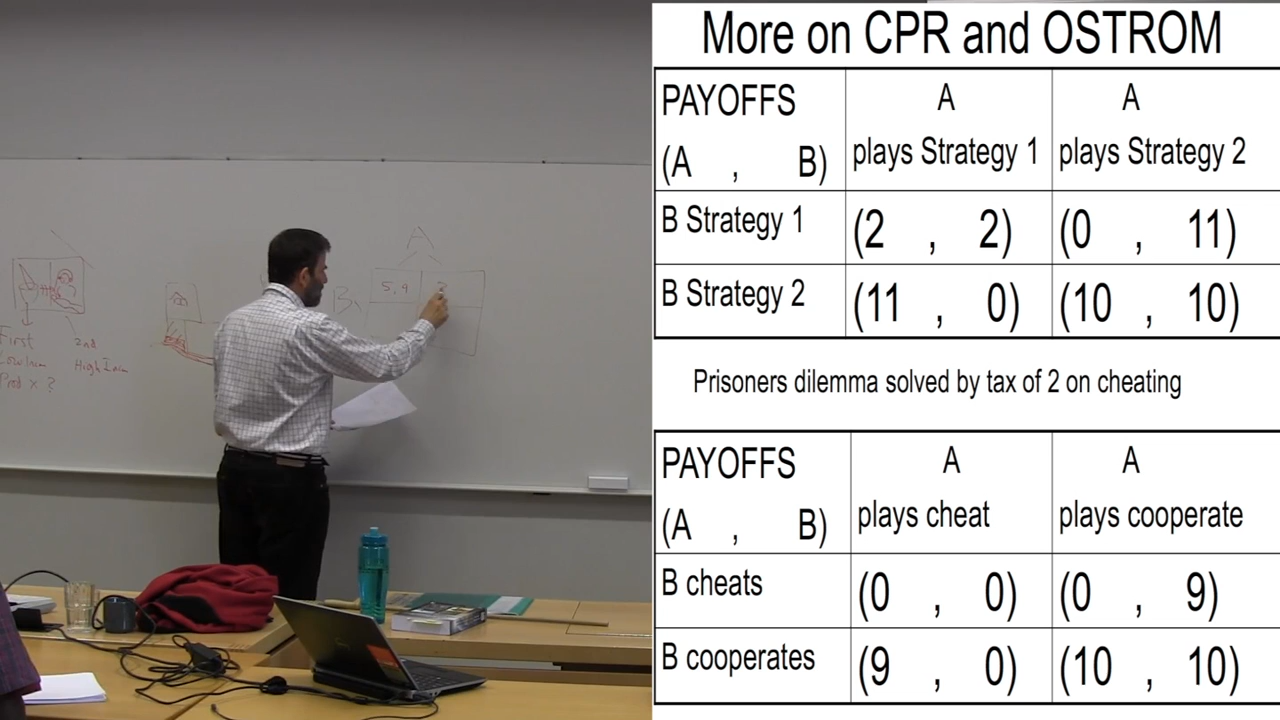 More on CPR and OSTROM
PAYOFFS
(A , B)
A
plays Strategy 1
A
plays Strategy 2
B Strategy 1
(2 , 2)
(0 , 11)
B Strategy 2
(11 , 0)
(10 , 10)
Prisoners dilemma solved by tax of 2 on cheating
PAYOFFS
(A , B)
A
plays cheat
A
plays cooperate
B cheats
(0 , 0)
(0 , 9)
B cooperates
(9 , 0)
(10 , 10)
First
2nd
Prod x ?
A
B